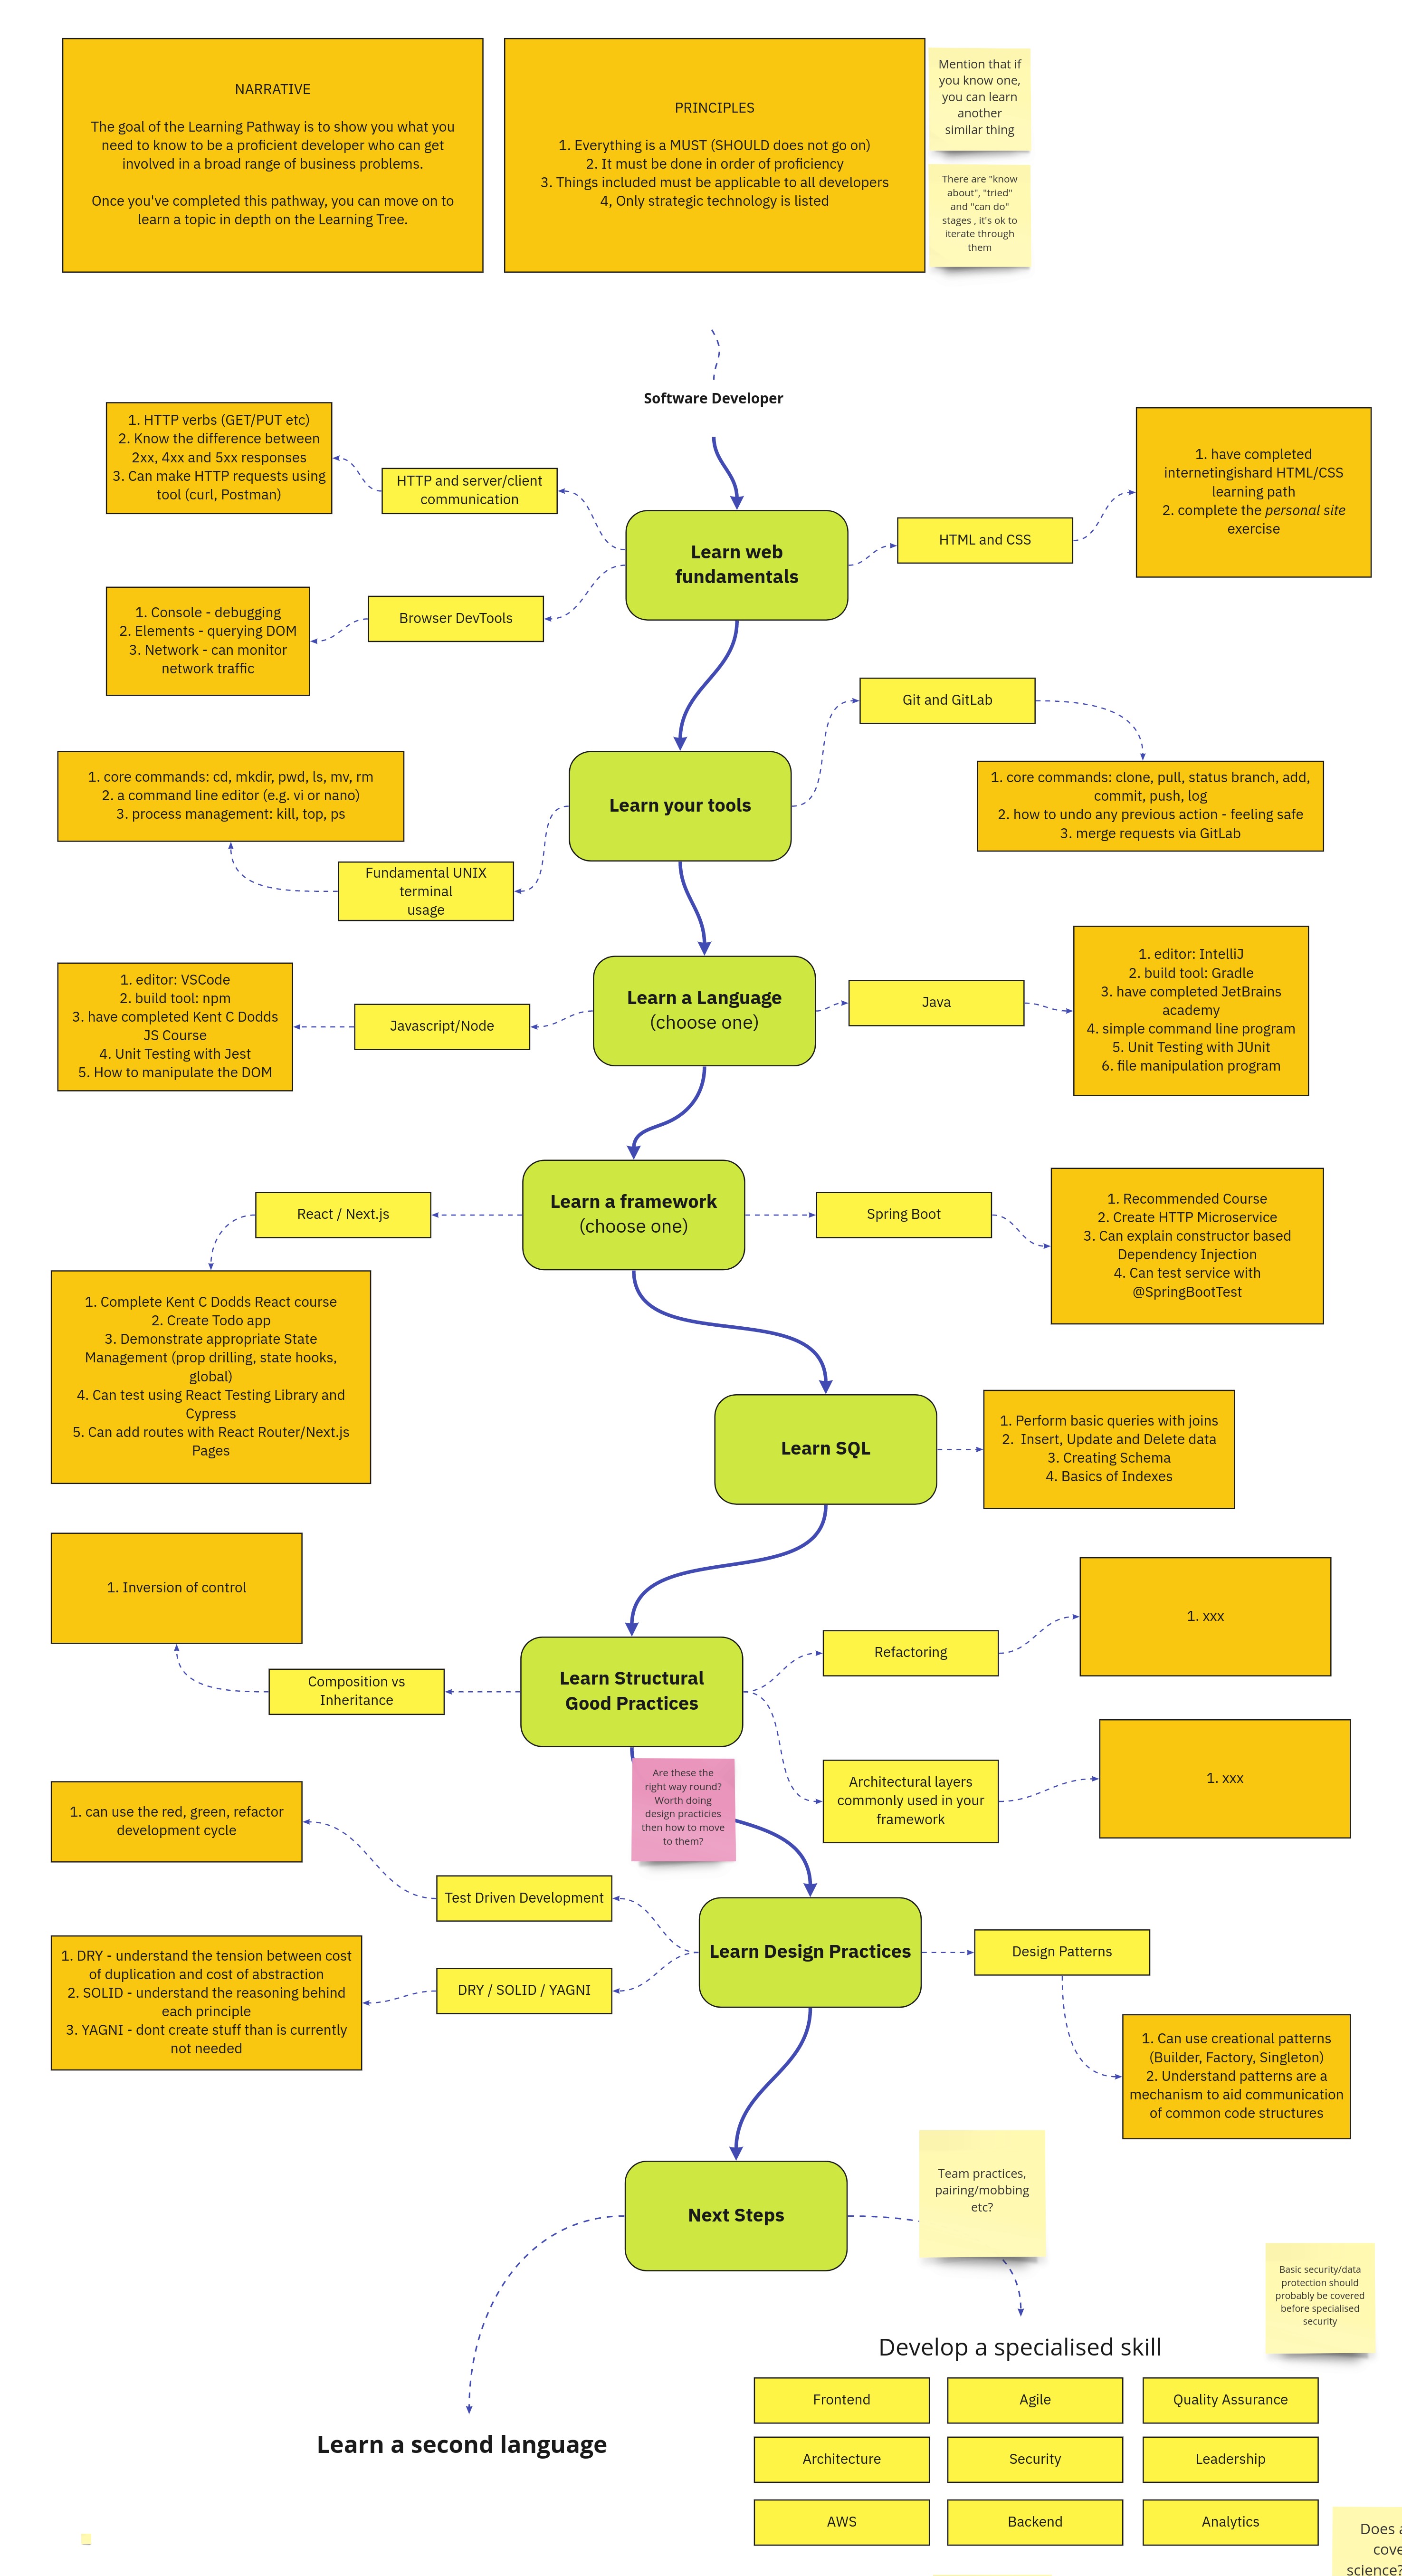 NARRATIVE
The goal of the Learning Pathway is to show you what you
need to know to be a proficient developer who can get
involved in a broad range of business problems.
Once you've completed this pathway, you can move on to
learn a topic in depth on the Learning Tree.
PRINCIPLES
1. Everything is a MUST (SHOULD does not go on)
2. It must be done in order of proficiency
3. Things included must be applicable to all developers
4, Only strategic technology is listed
Mention that if
you know one,
you can learn
another
similar thing
There are "know
about", "tried"
and "can do"
stages , it's ok to
iterate through
them
Software Developer
1. HTTP verbs (GET/PUT etc)
2. Know the difference between
2xx, 4xx and 5xx responses
3. Can make HTTP requests using
tool (curl, Postman)
HTTP and server/client
communication
Learn web
fundamentals
HTML and CSS
1. have completed
internetingishard HTML/CSS
learning path
2. complete the personal site
exercise
1. Console - debugging
2. Elements - querying DOM
3. Network - can monitor
network traffic
Browser DevTools
Git and GitLab
1. core commands: cd, mkdir, pwd, ls, mv, rm
2. a command line editor (e.g. vi or nano)
3. process management: kill, top, ps
Learn your tools
1. core commands: clone, pull, status branch, add,
commit, push, log
2. how to undo any previous action - feeling safe
3. merge requests via GitLab
Fundamental UNIX
terminal
usage
1. editor: VSCode
2. build tool: npm
3. have completed Kent C Dodds
JS Course
4. Unit Testing with Jest
5. How to manipulate the DOM
Javascript/Node
Learn a Language
(choose one)
Java
1. editor: IntelliJ
2. build tool: Gradle
3. have completed JetBrains
academy
4. simple command line program
5. Unit Testing with JUnit
6. file manipulation program
React / Next.js
Learn a framework
(choose one)
Spring Boot
1. Recommended Course
2. Create HTTP Microservice
3. Can explain constructor based
Dependency Injection
4. Can test service with
@SpringBootTest
1. Complete Kent C Dodds React course
2. Create Todo app
3. Demonstrate appropriate State
Management (prop drilling, state hooks,
global)
4. Can test using React Testing Library and
Cypress
5. Can add routes with React Router/Next.js
Pages
Learn SQL
1. Perform basic queries with joins
2. Insert, Update and Delete data
3. Creating Schema
4. Basics of Indexes
1. Inversion of control
Composition vs
Inheritance
Learn Structural
Good Practices
Refactoring
1. xxx
Architectural layers
commonly used in your
framework
1. xxx
Are these the
right way round?
Worth doing
design practicies
then how to move
to them?
1. can use the red, green, refactor
development cycle
Test Driven Development
Learn Design Practices
Design Patterns
1. DRY - understand the tension between cost
of duplication and cost of abstraction
2. SOLID - understand the reasoning behind
each principle
3. YAGNI - dont create stuff than is currently
not needed
DRY / SOLID / YAGNI
1. Can use creational patterns
(Builder, Factory, Singleton)
2. Understand patterns are a
mechanism to aid communication
of common code structures
Next Steps
Team practices,
pairing/mobbing
etc?
Basic security/data
protection should
probably be covered
before specialised
security
Develop a specialised skill
Frontend
Agile
Quality Assurance
Learn a second language
Architecture
Security
Leadership
AWS
Backend
Analytics
Does
science?